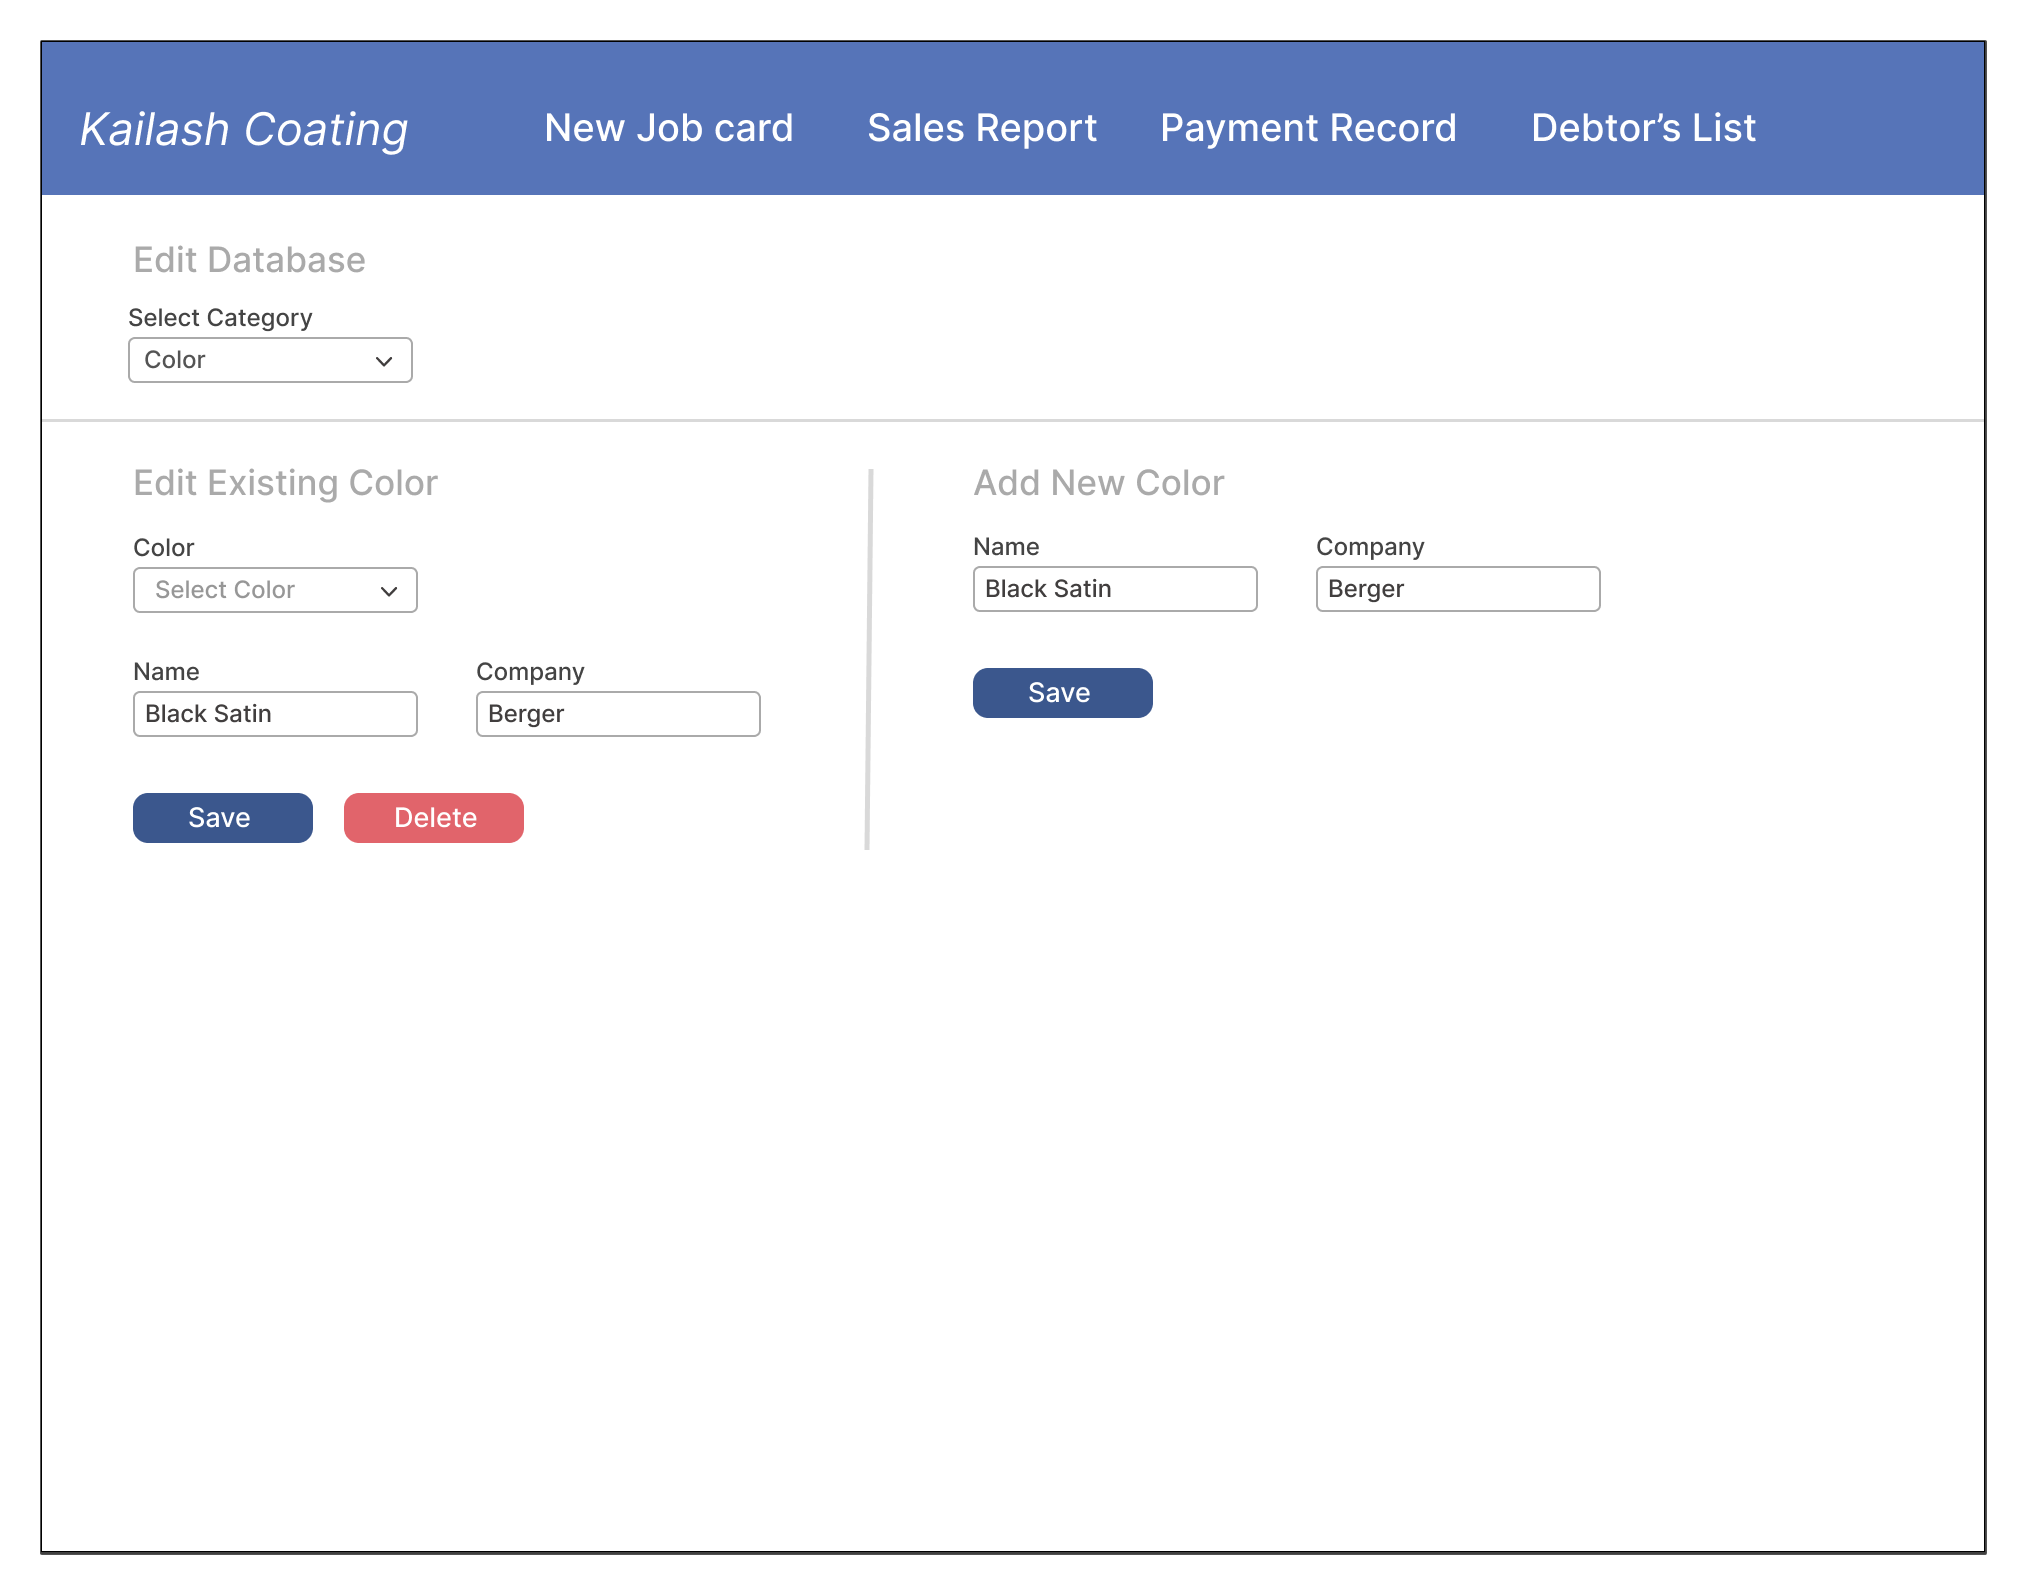 Kailash Coating
New Job card
Sales Report
Payment Record
Debtor’s List
Edit Database
Select Category
Color
Edit Existing Color
Color
Select Color
Name
Company
Black Satin
Berger
Save
Delete
Add New Color
Name
Company
Black Satin
Berger
Save